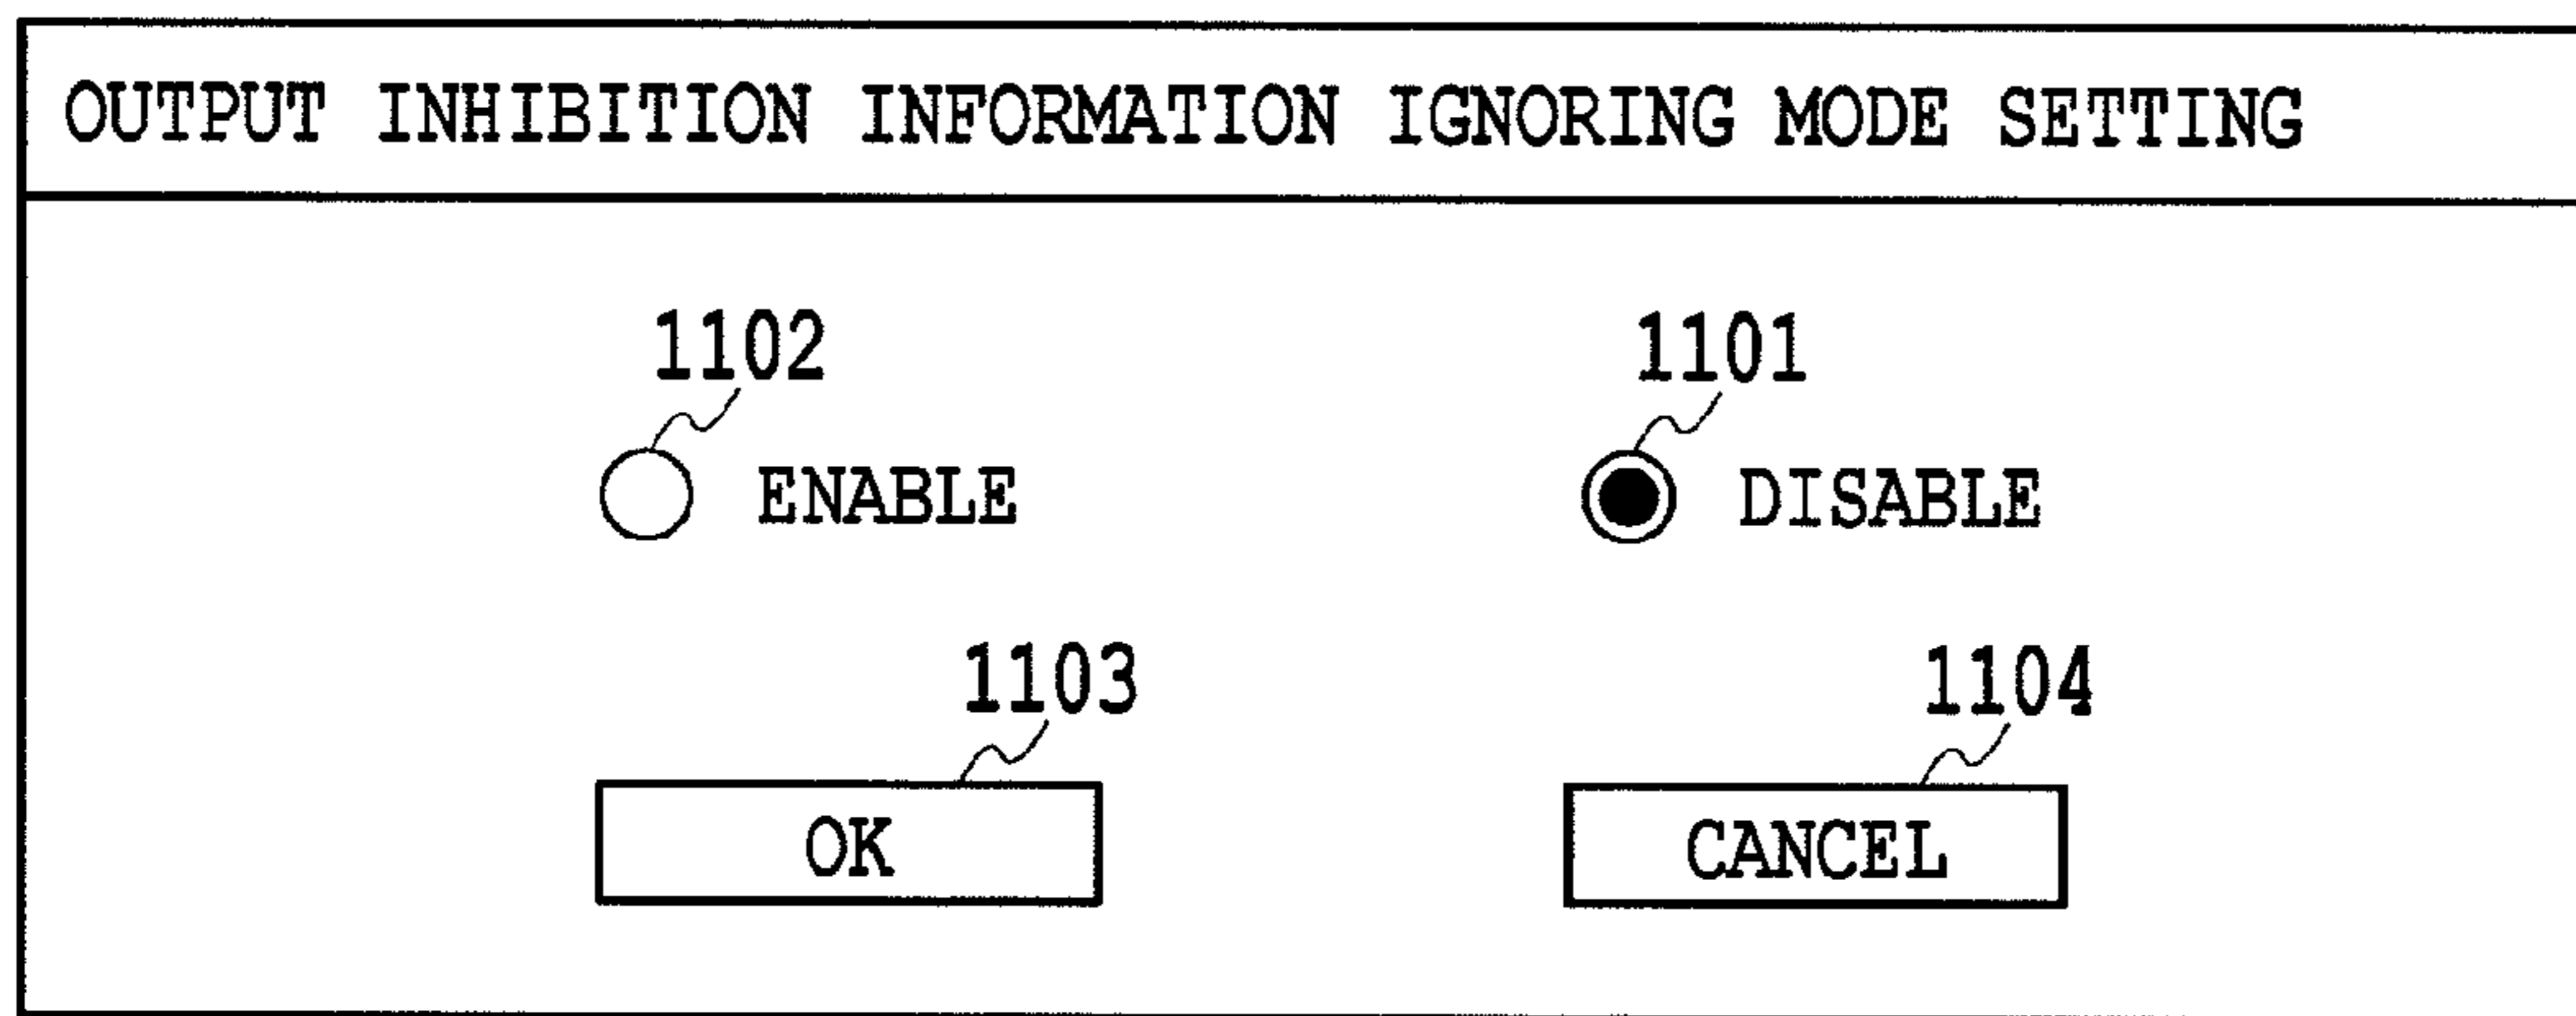 OUTPUT INHIBITION INFORMATION IGNORING MODE SETTING
1102
1101
ENABLE
DISABLE
1103
1104
OK
CANCEL